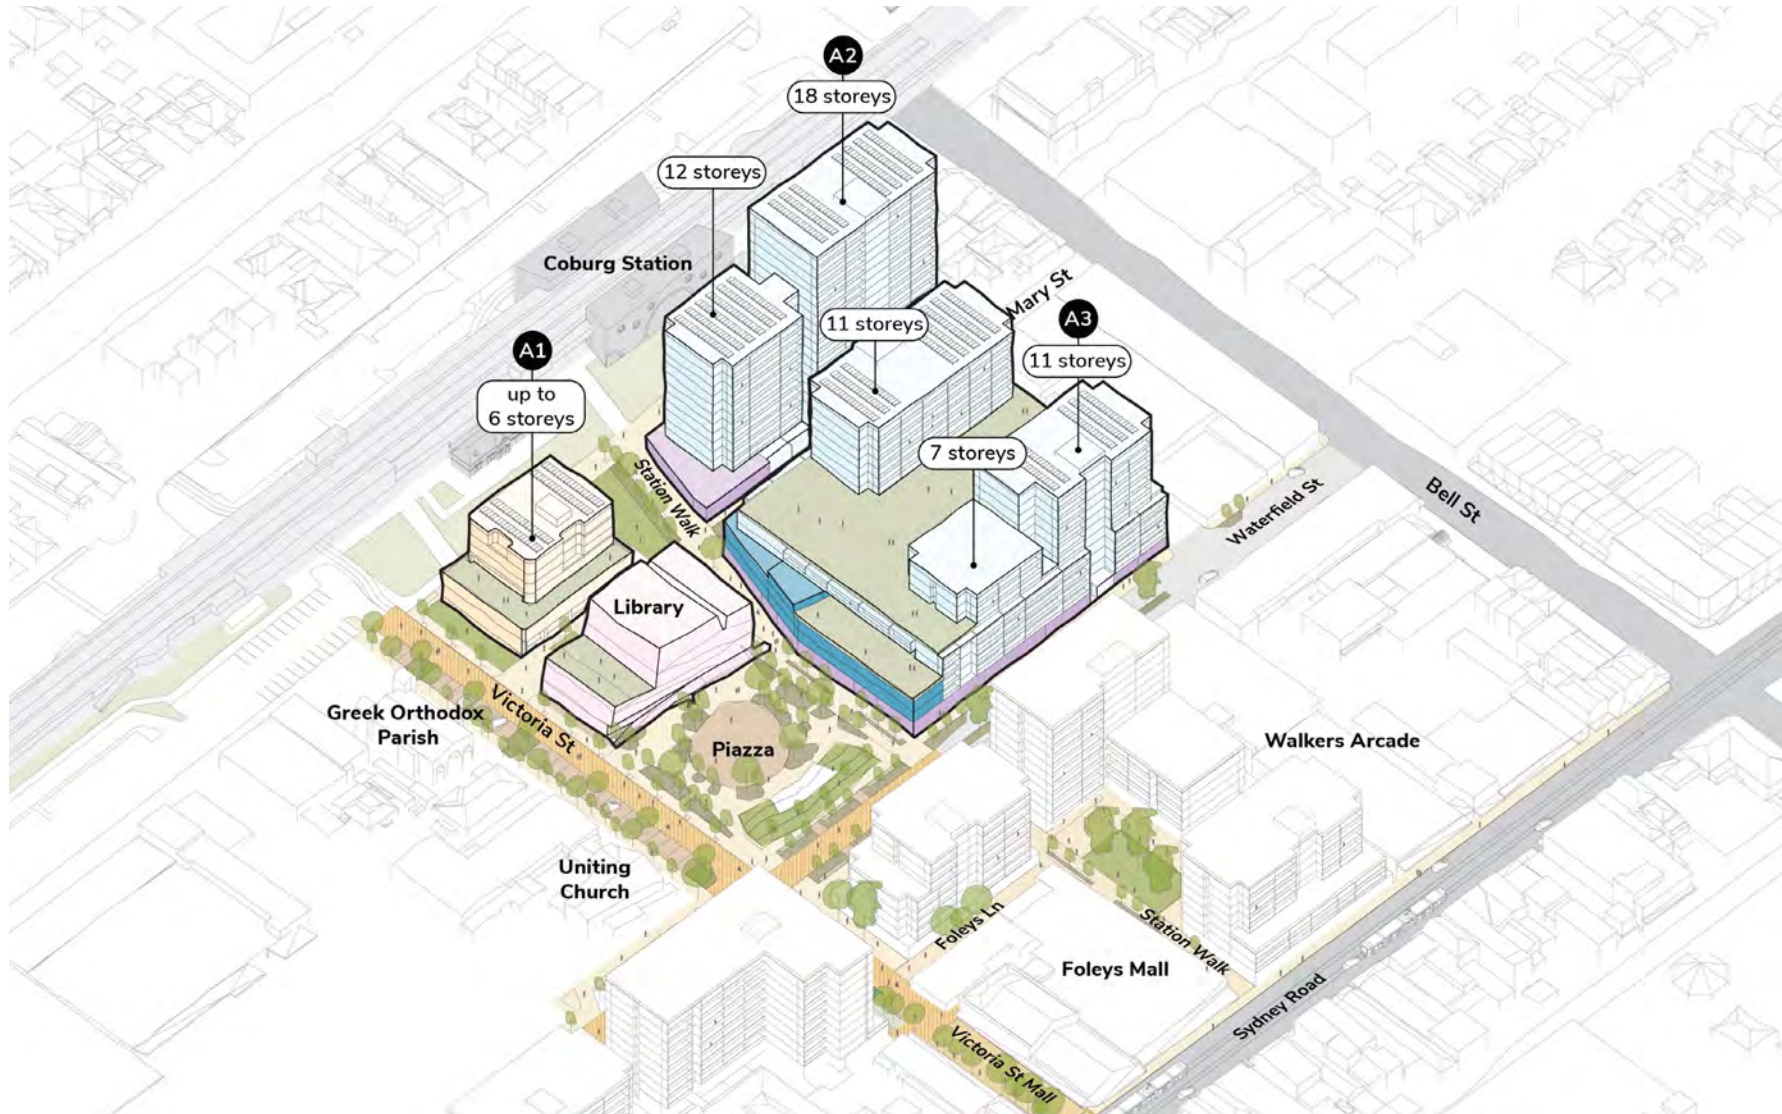 A2
18 storeys
12 storeys
Coburg Station
Mary St
11 storeys
A3
11 storeys
A1
up to
6 storeys
7 storeys
Station Walk
Bell St
Waterfield St
Library
Victoria St
Greek Orthodox
Parish
Piazza
Walkers Arcade
Uniting
Church
Foleys Ln
Station Walk
Foleys Mall
Sydney Road
Victoria St Mall